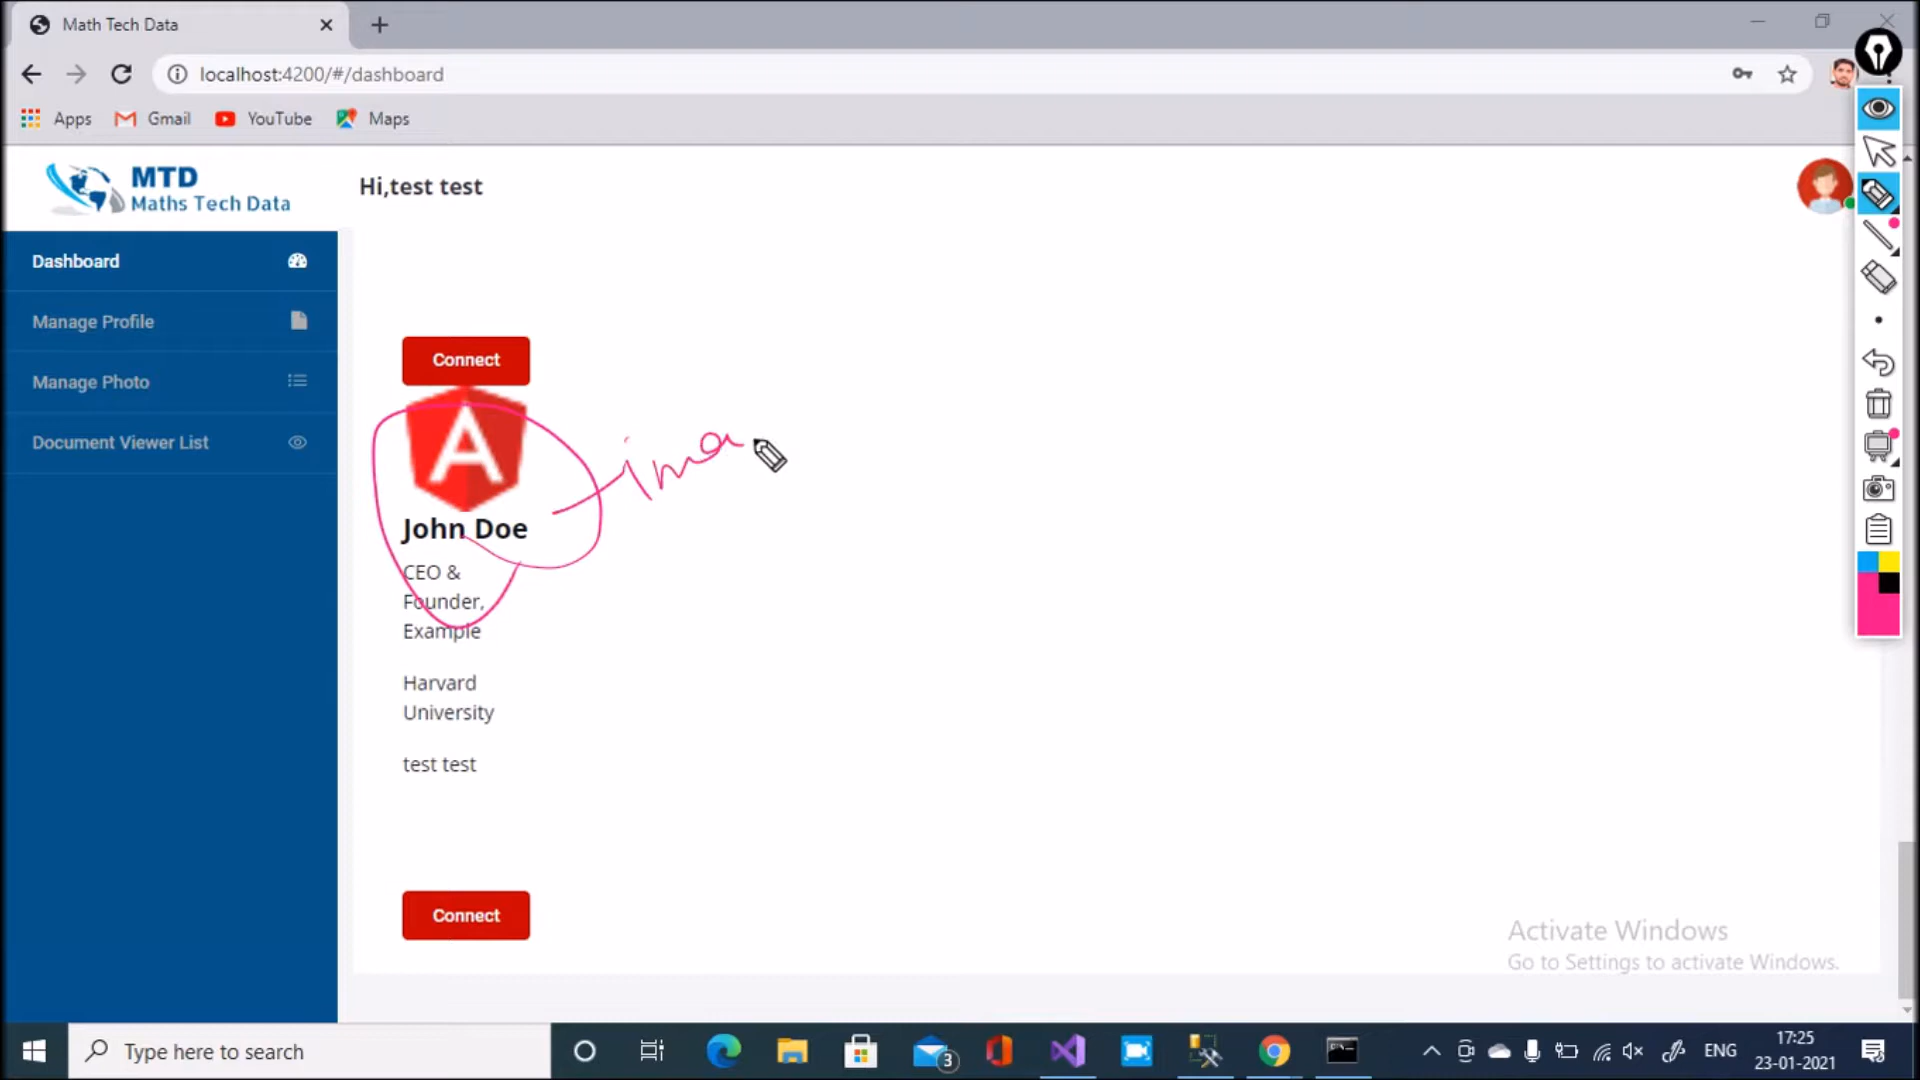 Math Tech Data
localhost:4200/#/dashboard
Apps Gmail YouTube Maps
MTD
Maths Tech Data
Hi,test test
Dashboard
Manage Profile
Manage Photo
Document Viewer List
Connect
A
ima
John Doe
CEO &
Founder,
Example
Harvard
University
test test
Connect
Activate Windows
Go to Settings to activate Windows.
Type here to search
3
ENG
17:25
23-01-2021